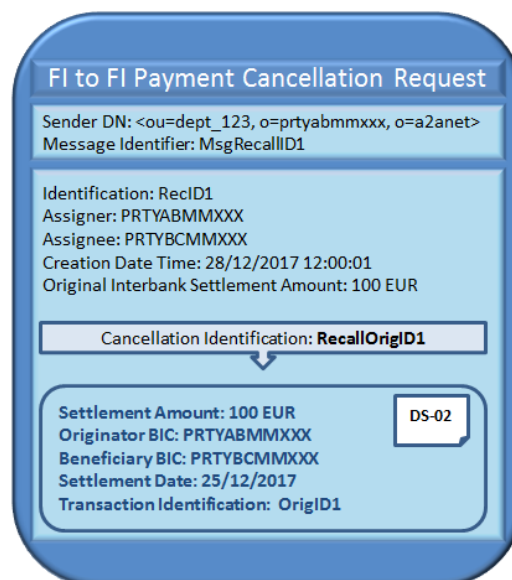 FI to FI Payment Cancellation Request
Sender DN: <ou=dept_123, o=prtyabmmxxx, o=a2anet>
Message Identifier: MsgRecallID1
Identification: RecID1
Assigner: PRTYABMMXXX
Assignee: PRTYBCMMXXX
Creation Date Time: 28/12/2017 12:00:01
Original Interbank Settlement Amount: 100 EUR
Cancellation Identification: RecallOrigID1
Settlement Amount: 100 EUR
DS-02
Originator BIC: PRTYABMMXXX
Beneficiary BIC: PRTYBCMMXXX
Settlement Date: 25/12/2017
Transaction Identification: OrigID1